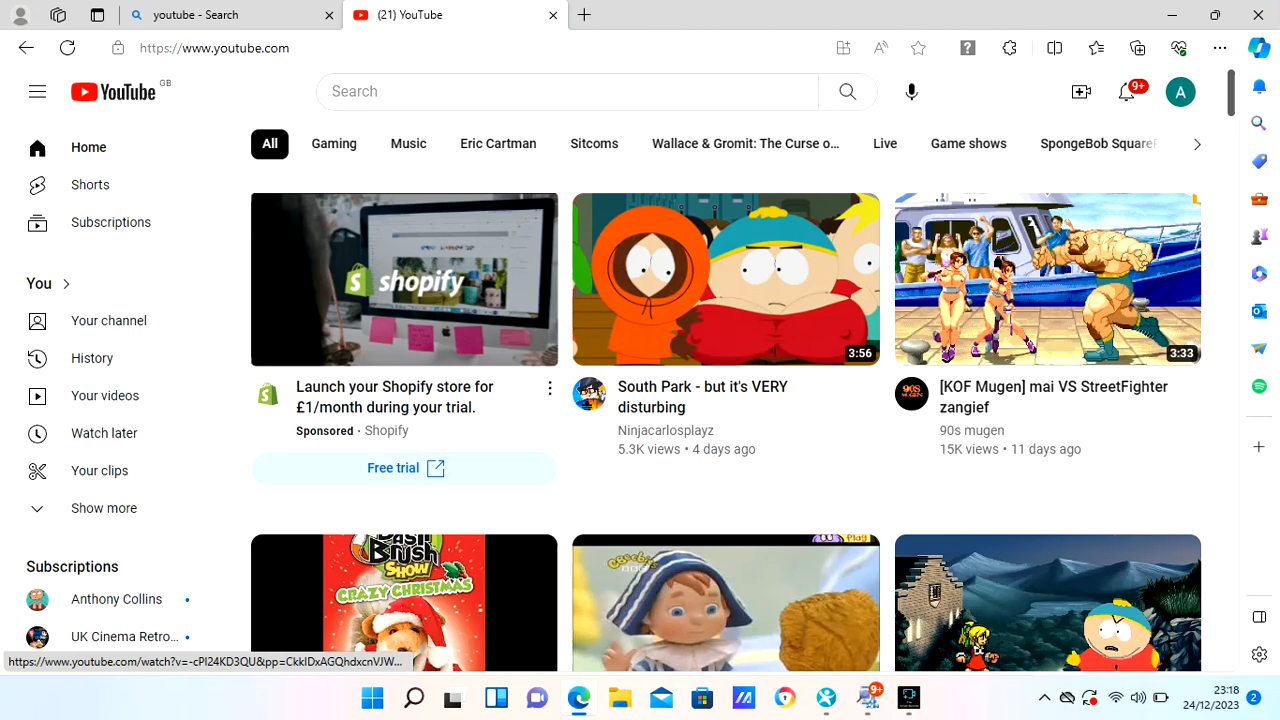 youtube - Search
(21) YouTube
https://www.youtube.com
YouTube GB
Search
9+
A
Home
Shorts
Subscriptions
You
Your channel
History
Your videos
Watch later
Your clips
Show more
Subscriptions
Anthony Collins
UK Cinema Retro...
All
Gaming
Music
Eric Cartman
Sitcoms
Wallace & Gromit: The Curse o...
Live
Game shows
shopify
Launch your Shopify store for
£1/month during your trial.
Sponsored · Shopify
Free trial
3:56
South Park - but it's VERY
disturbing
Ninjacarlosplayz
5.3K views • 4 days ago
3:33
90s
[KOF Mugen] mai VS StreetFighter
zangief
90s mugen
15K views • 11 days ago
BASIL BRUSH
SHOW
CRAZY CHRISTMAS
CBeebies
BBC
Play
https://www.youtube.com/watch?v=-cPI24KD3QU&pp=CkkIDxAGQhdxcnVJW...
9+
23:18
24/12/2023
2